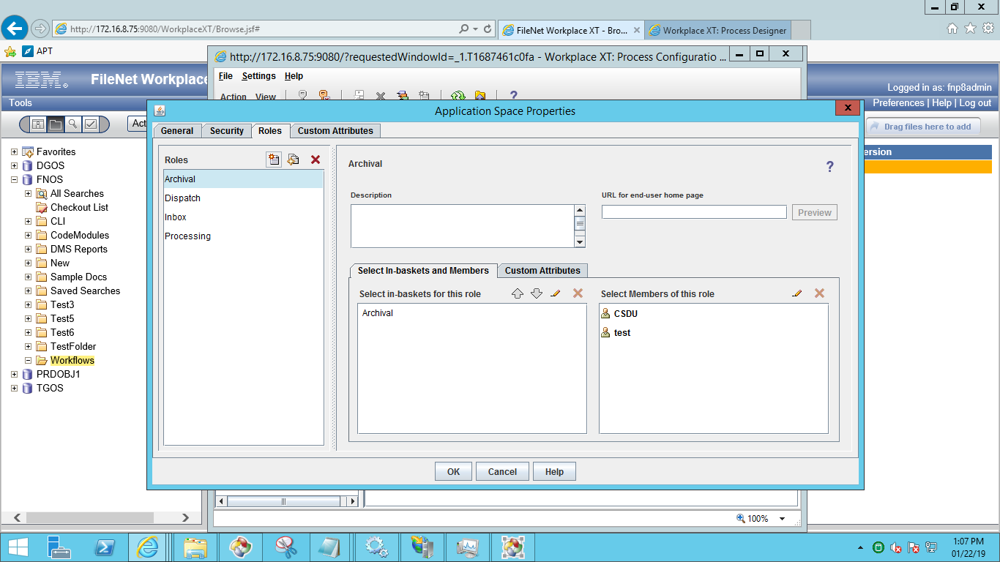 http://172.16.8.75:9080/WorkplaceXT/Browse.jsf#
FileNet Workplace XT - Bro...
Workplace XT: Process Designer
APT
http://172.16.8.75:9080/?requestedWindowId=_1.T1687461c0fa - Workplace XT: Process Configuratio ...
File Settings Help
Action View
IBM
FileNet Workplace
Logged in as: fnp8admin
Tools
Preferences | Help | Log out
Act
Drag files here to add
ersion
Application Space Properties
General
Security
Roles
Custom Attributes
Favorites
DGOS
FNOS
All Searches
Checkout List
CLI
CodeModules
DMS Reports
New
Sample Docs
Saved Searches
Test3
Test5
Test6
TestFolder
Workflows
PRDOBJ1
TGOS
Roles
Archival
Dispatch
Inbox
Processing
Archival
?
Description
URL for end-user home page
Preview
Select In-baskets and Members
Custom Attributes
Select in-baskets for this role
Archival
Select Members of this role
CSDU
test
OK
Cancel
Help
100%
1:07 PM
01/22/19